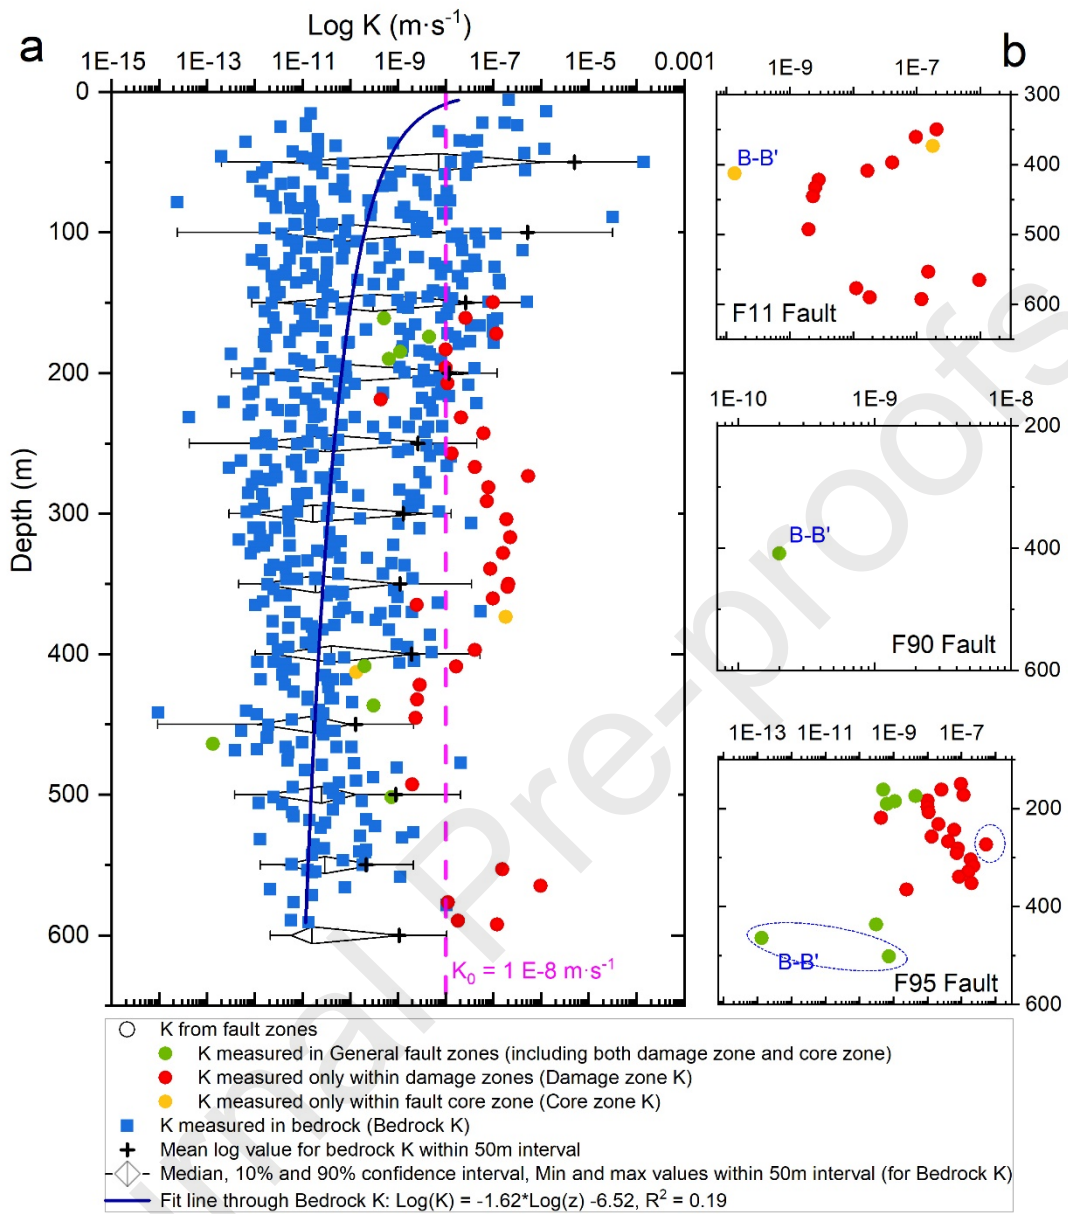 Log K (m·s⁻¹)
a
1E-15 1E-13 1E-11 1E-9 1E-7 1E-5 0.001
0
100
200
300
400
500
600
Depth (m)
K₀ = 1 E-8 m·s⁻¹
b
1E-9 1E-7
300
400
500
600
B-B'
F11 Fault
1E-10 1E-9 1E-8
200
400
600
B-B'
F90 Fault
1E-13 1E-11 1E-9 1E-7
200
400
600
B-B'
F95 Fault
K from fault zones
K measured in General fault zones (including both damage zone and core zone)
K measured only within damage zones (Damage zone K)
K measured only within fault core zone (Core zone K)
K measured in bedrock (Bedrock K)
Mean log value for bedrock K within 50m interval
Median, 10% and 90% confidence interval, Min and max values within 50m interval (for Bedrock K)
Fit line through Bedrock K: Log(K) = -1.62*Log(z) -6.52, R² = 0.19
rnal Pre-proofs